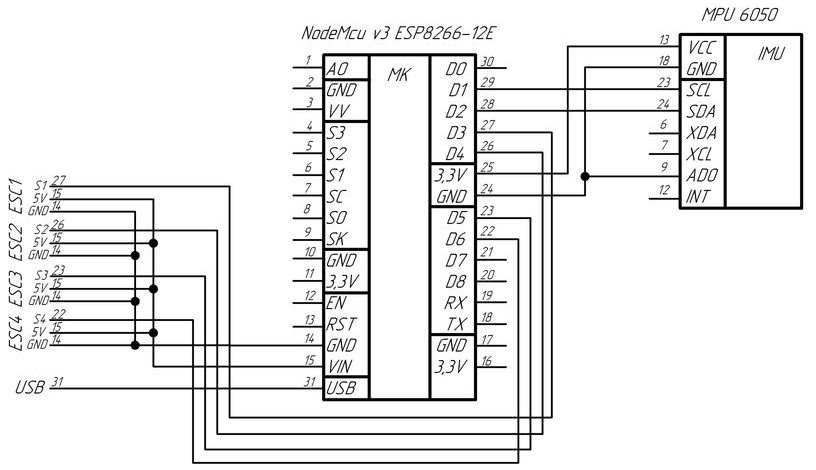 MPU 6050
NodeMcu v3 ESP8266-12E
13 VCC IMU
18 GND
23 SCL
24 SDA
6 XDA
7 XCL
9 ADO
12 INT
1 AO MK D0 30
2 GND D1 29
3 VV D2 28
4 S3 D3 27
5 S2 D4 26
6 S1 3,3V 25
7 SC GND 24
8 SO D5 23
9 SK D6 22
10 GND D7 21
11 3,3V D8 20
12 EN RX 19
13 RST TX 18
14 GND GND 17
15 VIN 3,3V 16
31 USB
ESC1
S1 27
5V 15
GND 14
ESC2
S2 26
5V 15
GND 14
ESC3
S3 23
5V 15
GND 14
ESC4
S4 22
5V 15
GND 14
USB 31